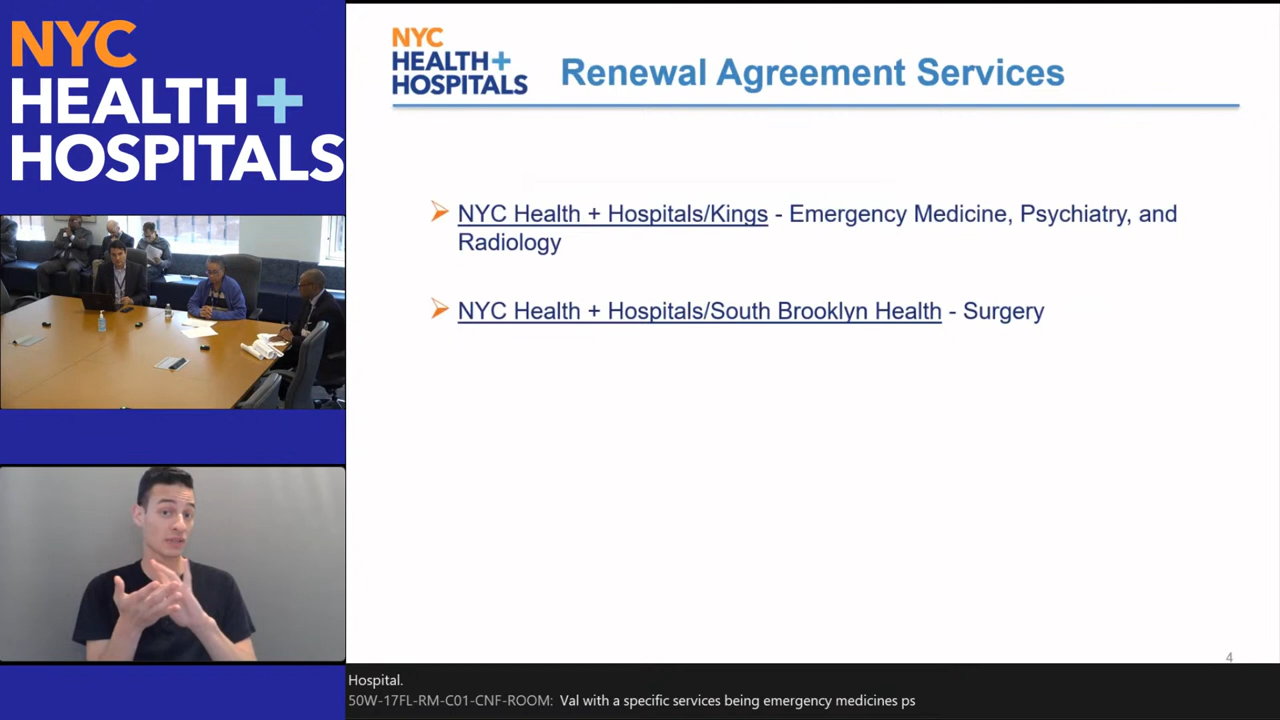 NYC
HEALTH+
HOSPITALS
NYC
HEALTH+
HOSPITALS
Renewal Agreement Services
NYC Health + Hospitals/Kings - Emergency Medicine, Psychiatry, and
Radiology
NYC Health + Hospitals/South Brooklyn Health - Surgery
4
Hospital.
50W-17FL-RM-C01-CNF-ROOM: Val with a specific services being emergency medicines ps